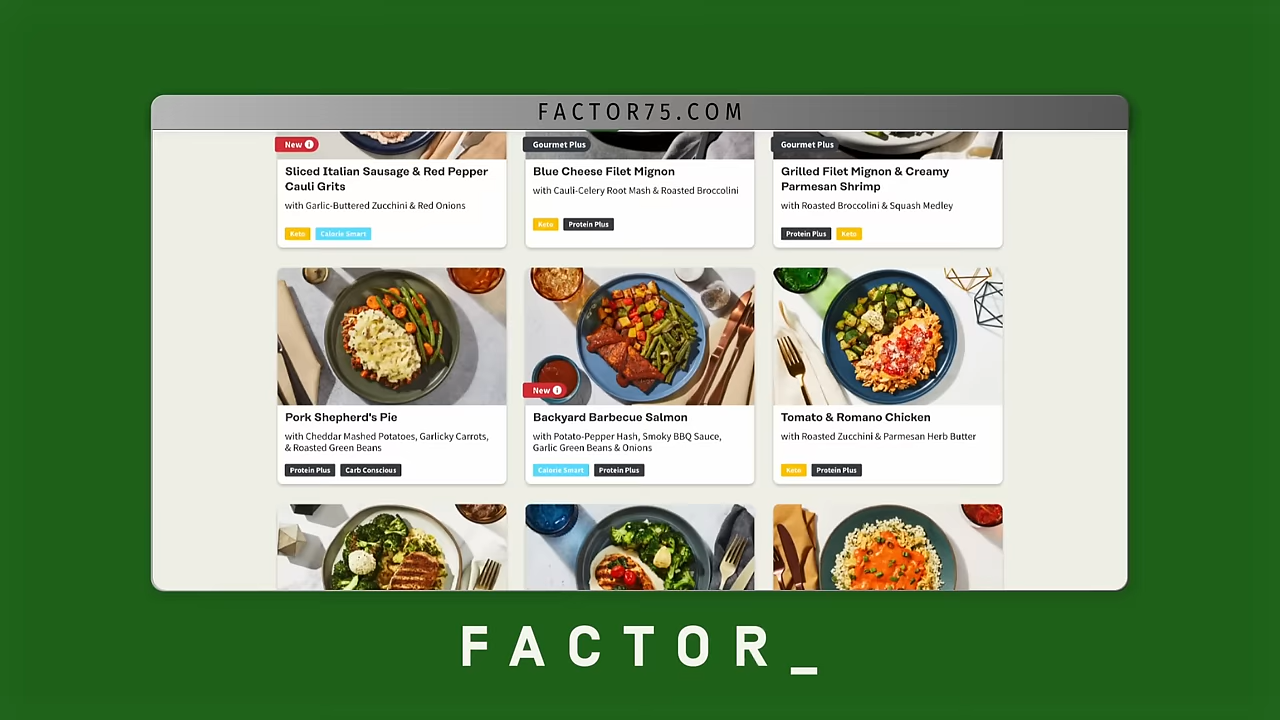 FACTOR75.COM
New
Sliced Italian Sausage & Red Pepper
Cauli Grits
with Garlic-Buttered Zucchini & Red Onions
Keto
Calorie Smart
Gourmet Plus
Blue Cheese Filet Mignon
with Cauli-Celery Root Mash & Roasted Broccolini
Keto
Protein Plus
Gourmet Plus
Grilled Filet Mignon & Creamy
Parmesan Shrimp
with Roasted Broccolini & Squash Medley
Protein Plus
Keto
Pork Shepherd's Pie
with Cheddar Mashed Potatoes, Garlicky Carrots,
& Roasted Green Beans
Protein Plus
Carb Conscious
New
Backyard Barbecue Salmon
with Potato-Pepper Hash, Smoky BBQ Sauce,
Garlic Green Beans & Onions
Calorie Smart
Protein Plus
Tomato & Romano Chicken
with Roasted Zucchini & Parmesan Herb Butter
Keto
Protein Plus
FACTOR_